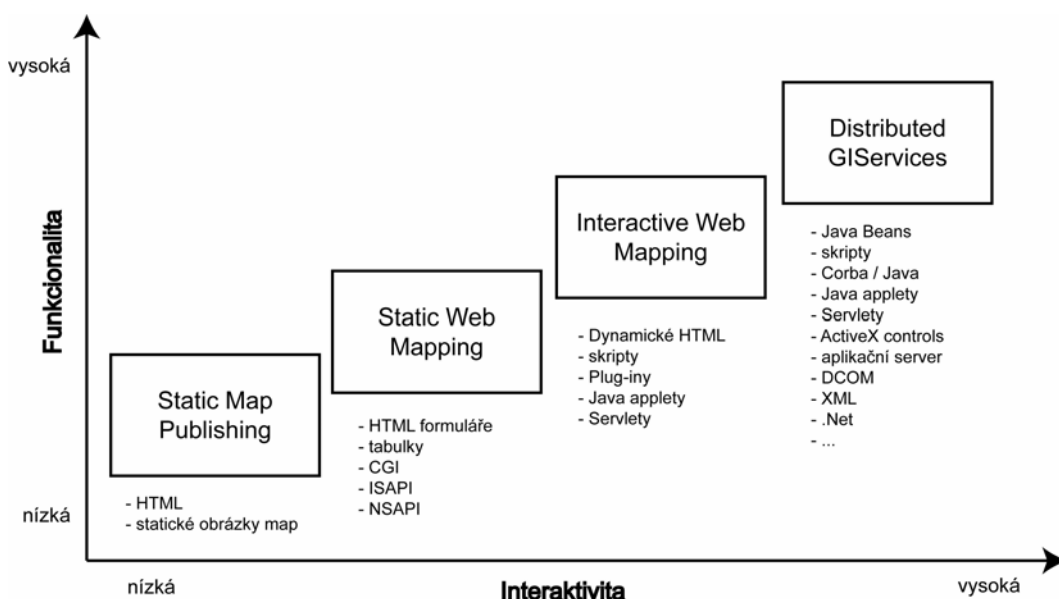 vysoká
Funkcionalita
nízká
Static Map
Publishing
- HTML
- statické obrázky map
Static Web
Mapping
- HTML formuláře
- tabulky
- CGI
- ISAPI
- NSAPI
Interactive Web
Mapping
- Dynamické HTML
- skripty
- Plug-iny
- Java applety
- Servlety
Distributed
GIServices
- Java Beans
- skripty
- Corba / Java
- Java applety
- Servlety
- ActiveX controls
- aplikační server
- DCOM
- XML
- .Net
- ...
nízká
Interaktivita
vysoká